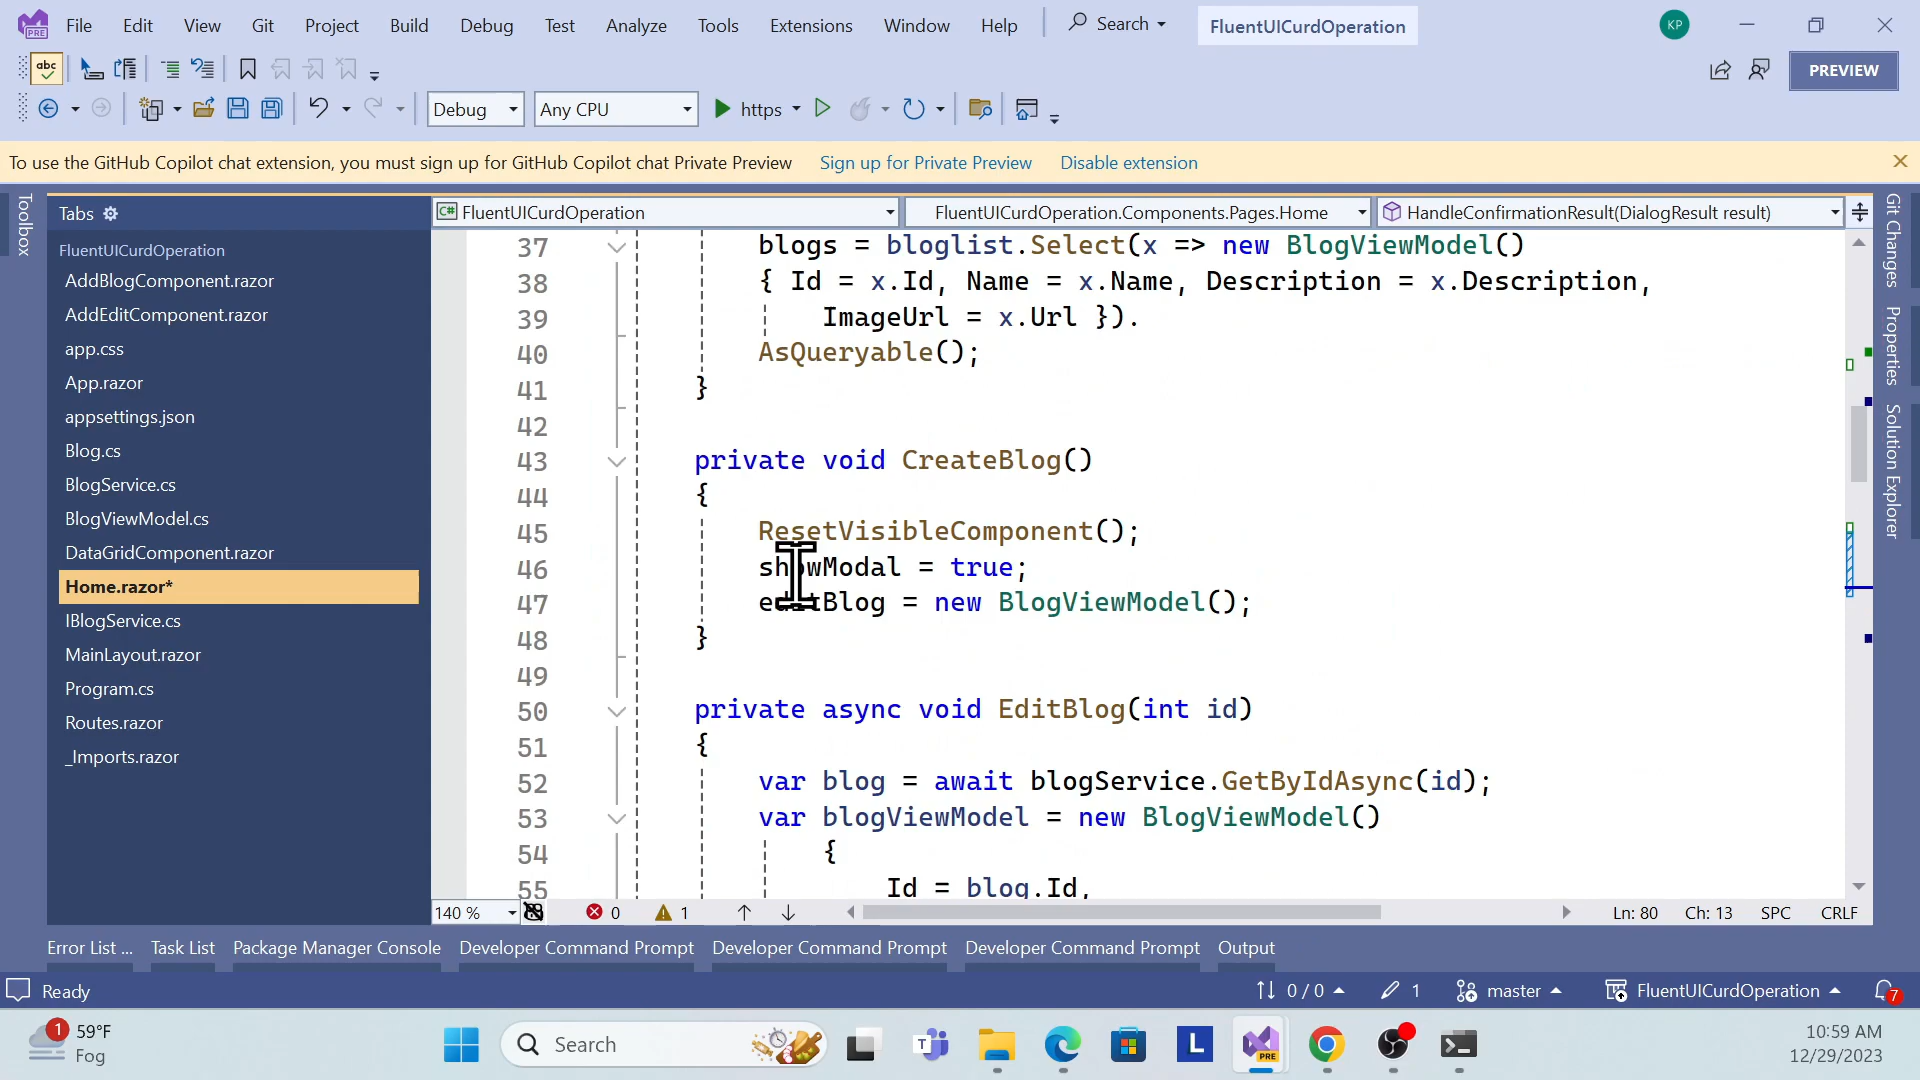 PRE File Edit View Git Project Build Debug Test Analyze Tools Extensions Window Help Search FluentUICurdOperation KP
abc PREVIEW
Debug Any CPU https
To use the GitHub Copilot chat extension, you must sign up for GitHub Copilot chat Private Preview Sign up for Private Preview Disable extension
Toolbox
Tabs
FluentUICurdOperation
AddBlogComponent.razor
AddEditComponent.razor
app.css
App.razor
appsettings.json
Blog.cs
BlogService.cs
BlogViewModel.cs
DataGridComponent.razor
Home.razor*
IBlogService.cs
MainLayout.razor
Program.cs
Routes.razor
_Imports.razor
C# FluentUICurdOperation FluentUICurdOperation.Components.Pages.Home HandleConfirmationResult(DialogResult result)
37 blogs = bloglist.Select(x => new BlogViewModel()
38 { Id = x.Id, Name = x.Name, Description = x.Description,
39 ImageUrl = x.Url }).
40 AsQueryable();
41 }
42
43 private void CreateBlog()
44 {
45 ResetVisibleComponent();
46 showModal = true;
47 editBlog = new BlogViewModel();
48 }
49
50 private async void EditBlog(int id)
51 {
52 var blog = await blogService.GetByIdAsync(id);
53 var blogViewModel = new BlogViewModel()
54 {
55 Id = blog.Id,
Git Changes
Properties
Solution Explorer
140 % 0 1 Ln: 80 Ch: 13 SPC CRLF
Error List ... Task List Package Manager Console Developer Command Prompt Developer Command Prompt Developer Command Prompt Output
Ready 0 / 0 1 master FluentUICurdOperation 7
1 59°F
Fog
Search
T
L
PRE
10:59 AM
12/29/2023